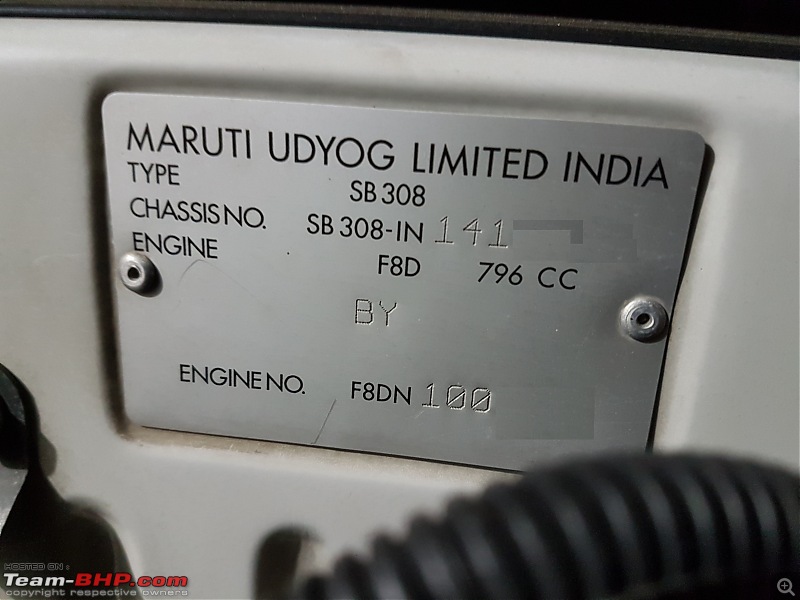 MARUTI UDYOG LIMITED INDIA
TYPE SB 308
CHASSIS NO. SB 308-IN 141
ENGINE F8D 796 CC
BY
ENGINE NO. F8DN 100
HOSTED ON :
Team-BHP.com
copyright respective owners